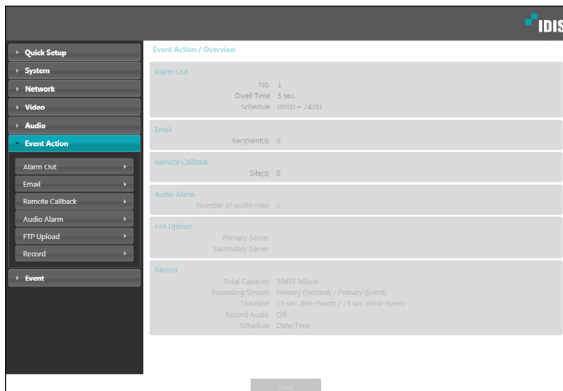 IDIS
Quick Setup
System
Network
Video
Audio
Event Action
Alarm Out
Email
Remote Callback
Audio Alarm
FTP Upload
Record
Event
Event Action / Overview
Alarm Out
No. 1
Dwell Time 5 sec.
Schedule 00:00 ~ 24:00
Email
Recipient(s) 0
Remote Callback
Site(s) 0
Audio Alarm
Number of Audio Files 0
FTP Upload
Primary Server
Secondary Server
Record
Total Capacity Mbyte
Recording Stream Primary (Normal) / Primary (Event)
Duration sec. (Pre-Event) / sec. (Post-Event)
Record Audio Off
Schedule Date/Time
Save